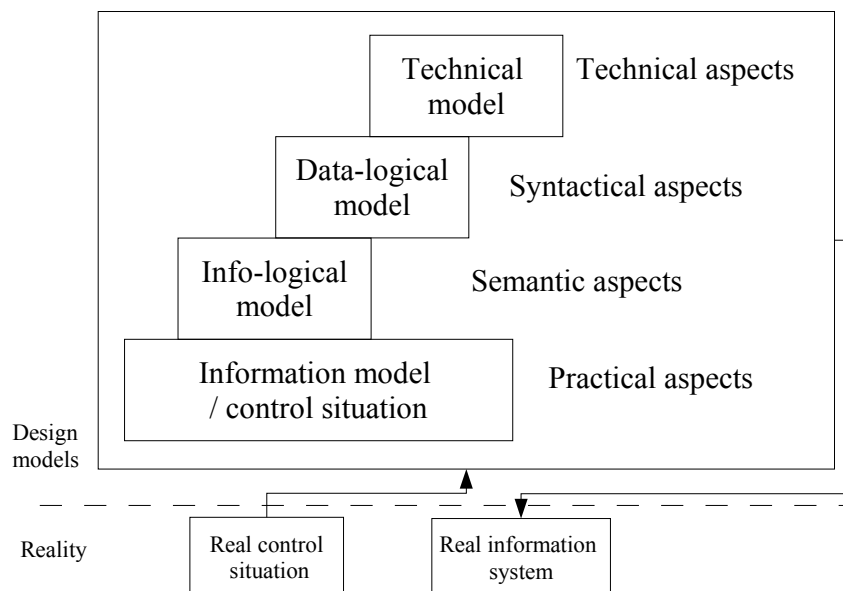 Technical
model
Technical aspects
Data-logical
model
Syntactical aspects
Info-logical
model
Semantic aspects
Information model
/ control situation
Practical aspects
Design
models
Reality
Real control
situation
Real information
system